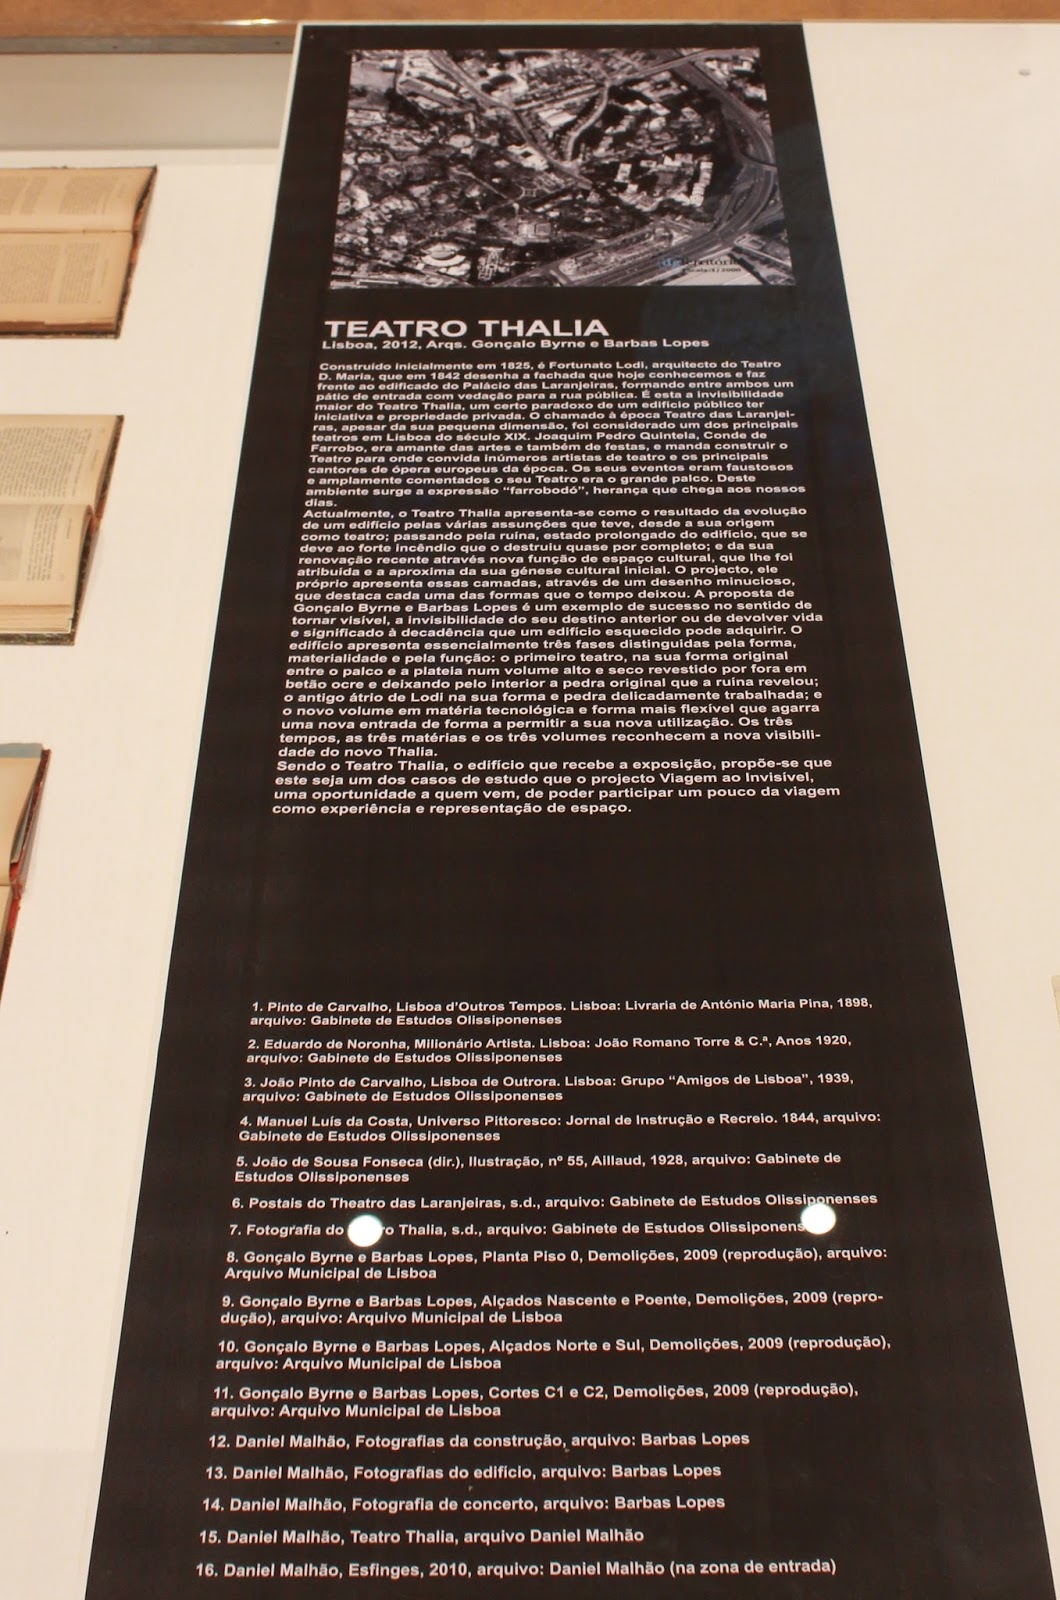 TEATRO THALIA
Lisboa, 2012, Arqs. Gonçalo Byrne e Barbas Lopes
Construído inicialmente em 1825, é Fortunato Lodi, arquitecto do Teatro
D. Maria, que em 1842 desenha a fachada que hoje conhecemos e faz
frente ao edificado do Palácio das Laranjeiras, formando entre ambos um
pátio de entrada com vedação para a rua pública. É esta a invisibilidade
maior do Teatro Thalia, um certo paradoxo de um edifício público ter
iniciativa e propriedade privada. O chamado à época Teatro das Laranjei-
ras, apesar da sua pequena dimensão, foi considerado um dos principais
teatros em Lisboa do século XIX. Joaquim Pedro Quintela, Conde de
Farrobo, era amante das artes e também de festas, e manda construir o
Teatro para onde convida inúmeros artistas de teatro e os principais
cantores de ópera europeus da época. Os seus eventos eram faustosos
e amplamente comentados o seu Teatro era o grande palco. Deste
ambiente surge a expressão "farrobodó", herança que chega aos nossos
dias.
Actualmente, o Teatro Thalia apresenta-se como o resultado da evolução
de um edifício pelas várias assunções que teve, desde a sua origem
como teatro; passando pela ruína, estado prolongado do edifício, que se
deve ao forte incêndio que o destruiu quase por completo; e da sua
renovação recente através nova função de espaço cultural, que lhe foi
atribuída e a aproxima da sua génese cultural inicial. O projecto, ele
próprio apresenta essas camadas, através de um desenho minucioso,
que destaca cada uma das formas que o tempo deixou. A proposta de
Gonçalo Byrne e Barbas Lopes é um exemplo de sucesso no sentido de
tornar visível, a invisibilidade do seu destino anterior ou de devolver vida
e significado à decadência que um edifício esquecido pode adquirir. O
edifício apresenta essencialmente três fases distinguidas pela forma,
materialidade e pela função: o primeiro teatro, na sua forma original
entre o palco e a plateia num volume alto e seco revestido por fora em
betão ocre e deixando pelo interior a pedra original que a ruína revelou;
o antigo átrio de Lodi na sua forma e pedra delicadamente trabalhada; e
o novo volume em matéria tecnológica e forma mais flexível que agarra
uma nova entrada de forma a permitir a sua nova utilização. Os três
tempos, as três matérias e os três volumes reconhecem a nova visibili-
dade do novo Thalia.
Sendo o Teatro Thalia, o edifício que recebe a exposição, propõe-se que
este seja um dos casos de estudo que o projecto Viagem ao Invisível,
uma oportunidade a quem vem, de poder participar um pouco da viagem
como experiência e representação de espaço.
1. Pinto de Carvalho, Lisboa d'Outros Tempos. Lisboa: Livraria de António Maria Pina, 1898,
arquivo: Gabinete de Estudos Olissiponenses
2. Eduardo de Noronha, Milionário Artista. Lisboa: João Romano Torre & C.ª, Anos 1920,
arquivo: Gabinete de Estudos Olissiponenses
3. João Pinto de Carvalho, Lisboa de Outrora. Lisboa: Grupo "Amigos de Lisboa", 1939,
arquivo: Gabinete de Estudos Olissiponenses
4. Manuel Luís da Costa, Universo Pittoresco: Jornal de Instrução e Recreio. 1844, arquivo:
Gabinete de Estudos Olissiponenses
5. João de Sousa Fonseca (dir.), Ilustração, nº 55, Aillaud, 1928, arquivo: Gabinete de
Estudos Olissiponenses
6. Postais do Theatro das Laranjeiras, s.d., arquivo: Gabinete de Estudos Olissiponenses
7. Fotografia do Thalia, s.d., arquivo: Gabinete de Estudos
8. Gonçalo Byrne e Barbas Lopes, Planta Piso 0, Demolições, 2009 (reprodução), arquivo:
Arquivo Municipal de Lisboa
9. Gonçalo Byrne e Barbas Lopes, Alçados Nascente e Poente, Demolições, 2009 (repro-
dução), arquivo: Arquivo Municipal de Lisboa
10. Gonçalo Byrne e Barbas Lopes, Alçados Norte e Sul, Demolições, 2009 (reprodução),
arquivo: Arquivo Municipal de Lisboa
11. Gonçalo Byrne e Barbas Lopes, Cortes C1 e C2, Demolições, 2009 (reprodução),
arquivo: Arquivo Municipal de Lisboa
12. Daniel Malhão, Fotografias da construção, arquivo: Barbas Lopes
13. Daniel Malhão, Fotografias do edifício, arquivo: Barbas Lopes
14. Daniel Malhão, Fotografia de concerto, arquivo: Barbas Lopes
15. Daniel Malhão, Teatro Thalia, arquivo Daniel Malhão
16. Daniel Malhão, Esfinges, 2010, arquivo: Daniel Malhão (na zona de entrada)